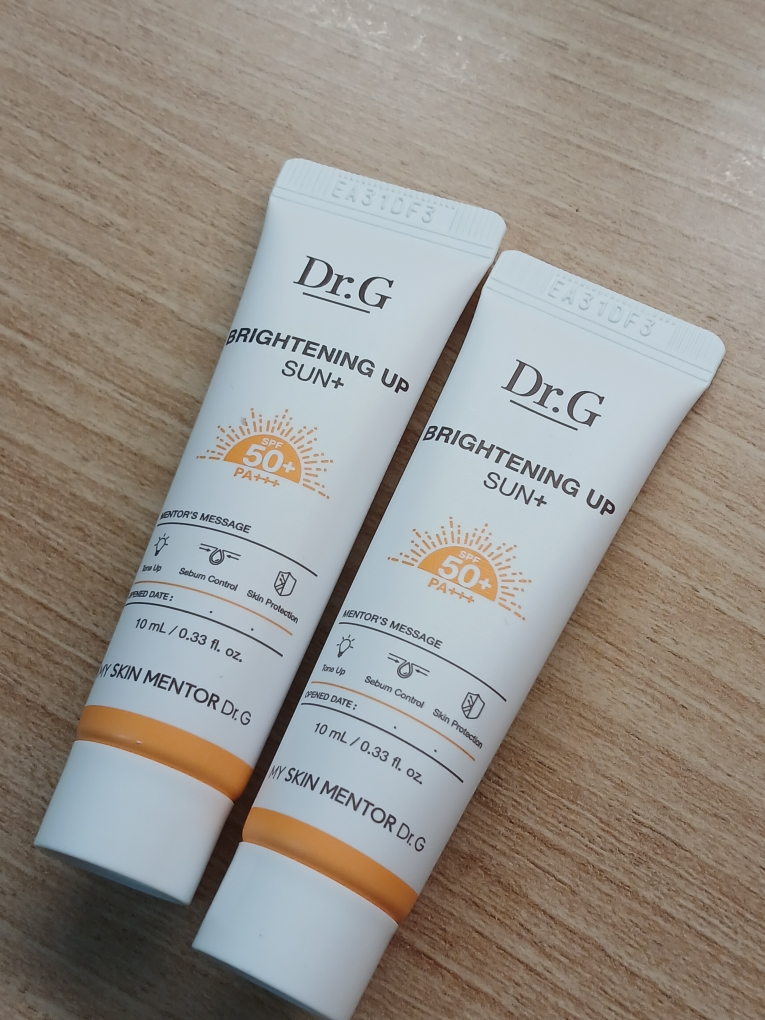 EA31DF3
Dr.G
BRIGHTENING UP
SUN+
SPF
50+
PA+++
MENTOR'S MESSAGE
Tone Up
Sebum Control
Skin Protection
OPENED DATE : . .
10 mL / 0.33 fl. oz.
MY SKIN MENTOR Dr.G
EA31DF3
Dr.G
BRIGHTENING UP
SUN+
SPF
50+
PA+++
MENTOR'S MESSAGE
Tone Up
Sebum Control
Skin Protection
OPENED DATE : . .
10 mL / 0.33 fl. oz.
MY SKIN MENTOR Dr.G